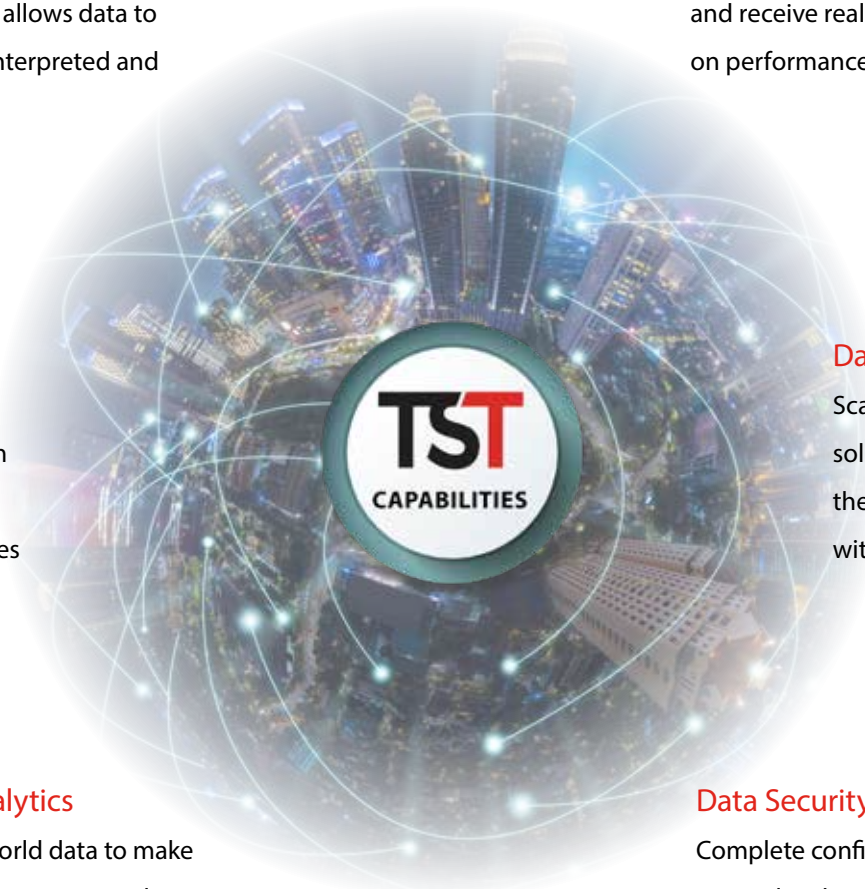 allows data to
nterpreted and
and receive real
on performance
TST
CAPABILITIES
n
es
Da
Sca
sol
the
wit
alytics
orld data to make
Data Security
Complete confi